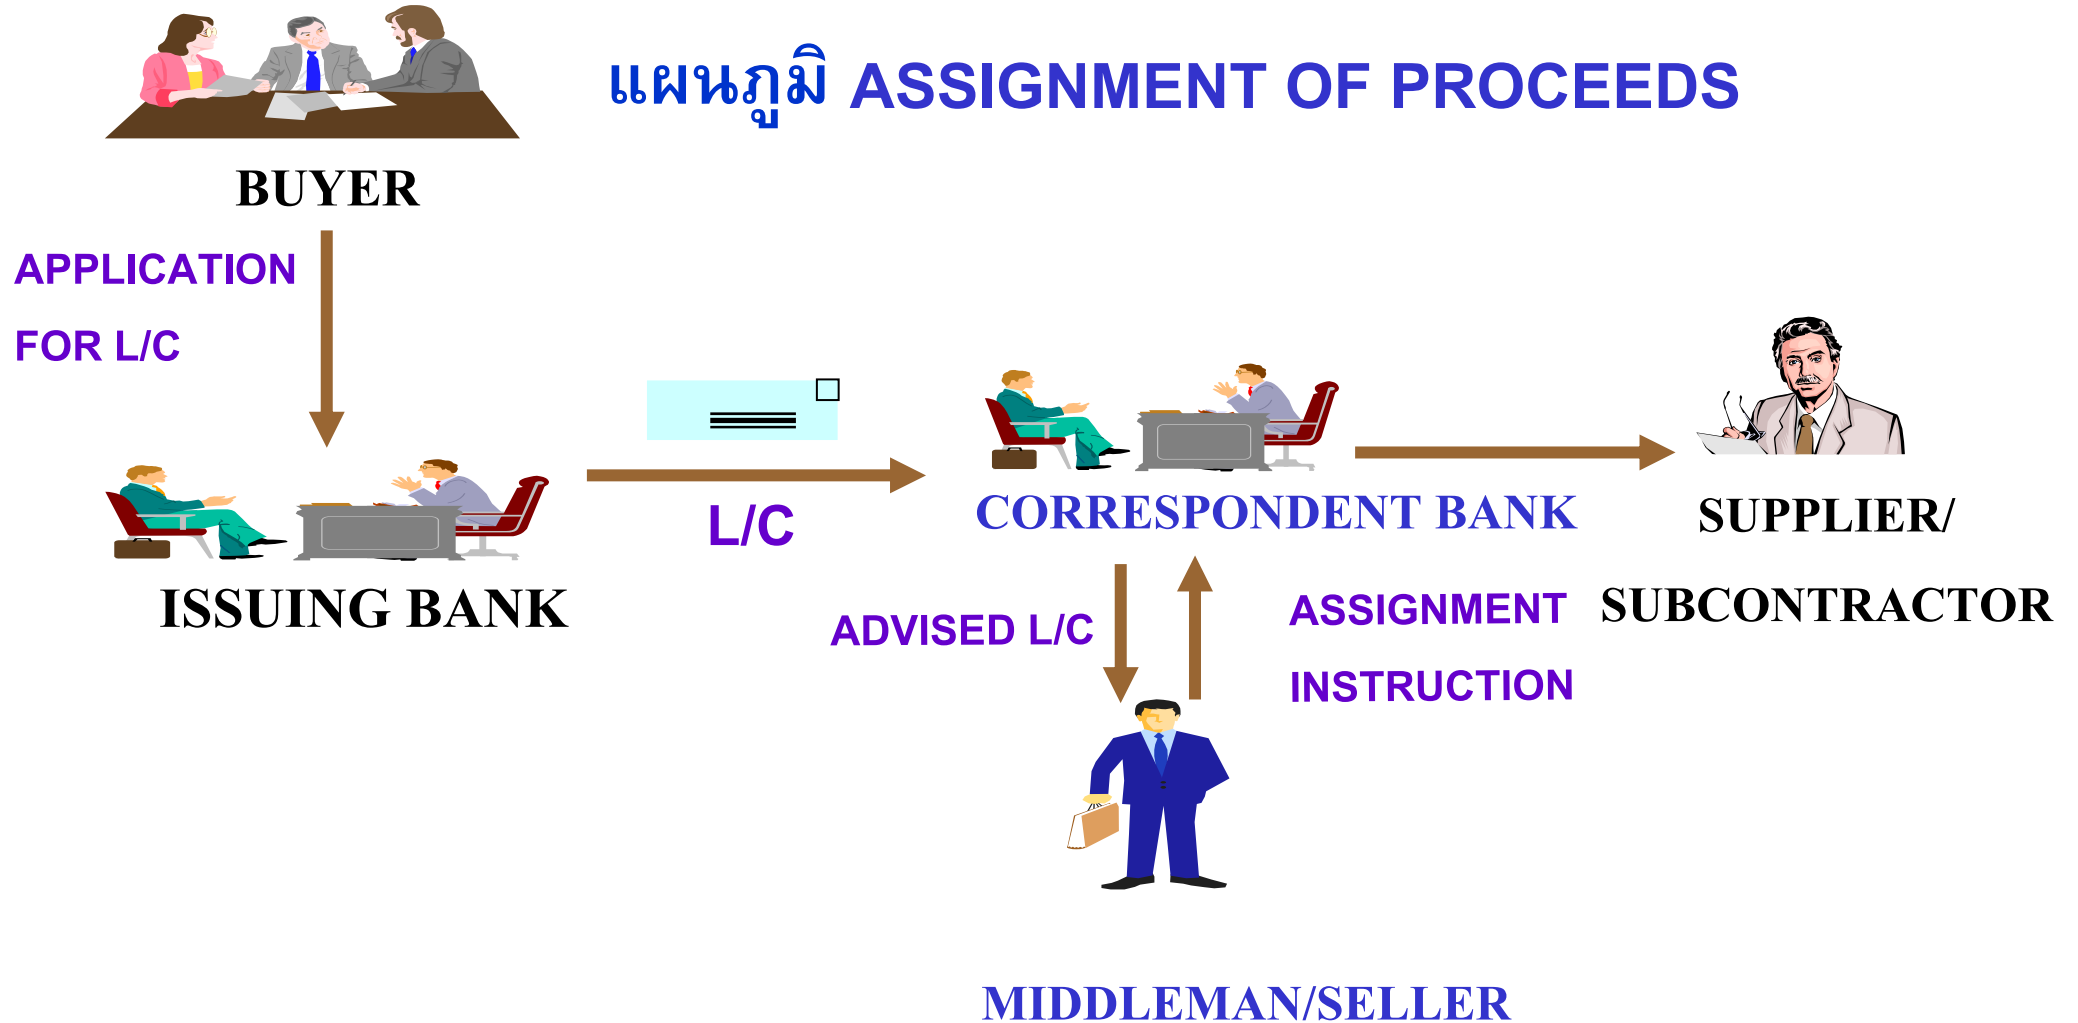 แผนภูมิ ASSIGNMENT OF PROCEEDS
BUYER
APPLICATION
FOR L/C
ISSUING BANK
L/C
CORRESPONDENT BANK
SUPPLIER/
SUBCONTRACTOR
ADVISED L/C
ASSIGNMENT
INSTRUCTION
MIDDLEMAN/SELLER